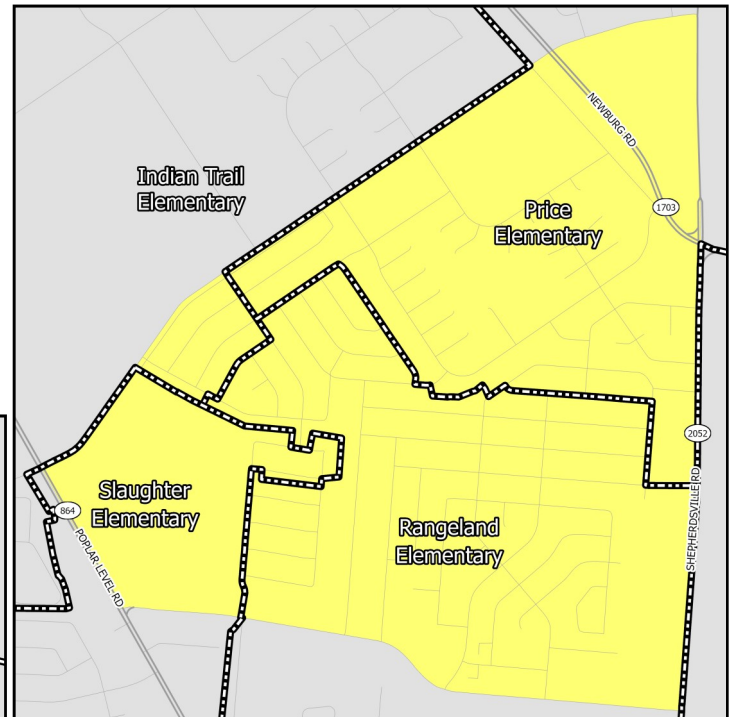 NEWBURG RD
Indian Trail
Elementary
Price
Elementary
1703
2052
Slaughter
Elementary
864
POPLAR LEVEL RD
Rangeland
Elementary
SHEPHERDSVILLE RD